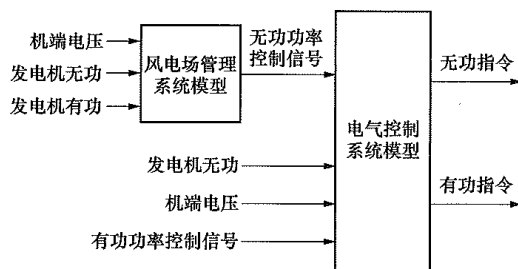 机端电压
发电机无功
发电机有功
风电场管理
系统模型
无功功率
控制信号
发电机无功
机端电压
有功功率控制信号
电气控制
系统模型
无功指令
有功指令